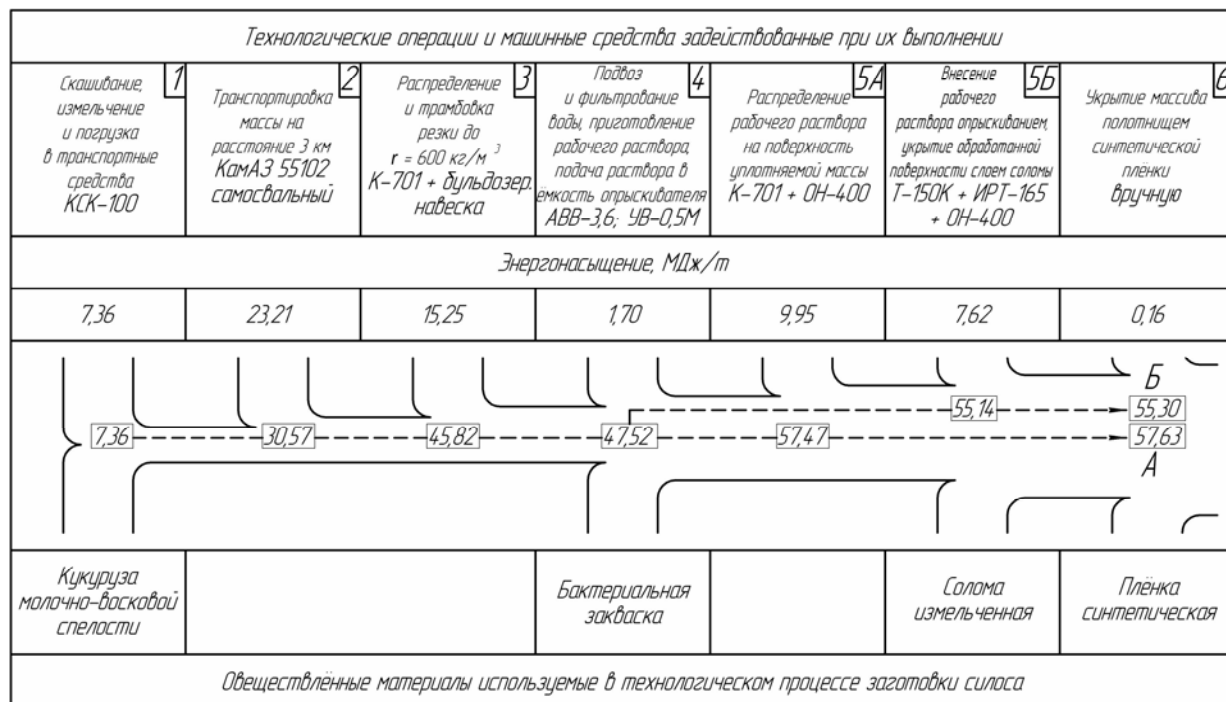 Технологические операции и машинные средства задействованные при их выполнении
1
Скашивание,
измельчение
и погрузка
в транспортные
средства
КСК-100
2
Транспортировка
массы на
расстояние 3 км
КамАЗ 55102
самосвальный
3
Распределение
и трамбовка
резки до
r = 600 кг/м 3
К-701 + бульдозер.
навеска
4
Подвоз
и фильтрование
воды, приготовление
рабочего раствора,
подача раствора в
ёмкость опрыскивателя
АВВ-3,6; УВ-0,5М
5А
Распределение
рабочего раствора
на поверхность
уплотняемой массы
К-701 + ОН-400
5Б
Внесение
рабочего
раствора опрыскиванием,
укрытие обработанной
поверхности слоем соломы
Т-150К + ИРТ-165
+ ОН-400
6
Укрытие массива
полотнищем
синтетической
плёнки
вручную
Энергонасыщение, МДж/т
7,36 23,21 15,25 1,70 9,95 7,62 0,16
Б
55,14 55,30
7,36 30,57 45,82 47,52 57,47 57,63
А
Кукуруза
молочно-восковой
спелости
Бактериальная
закваска
Солома
измельченная
Плёнка
синтетическая
Овеществлённые материалы используемые в технологическом процессе заготовки силоса